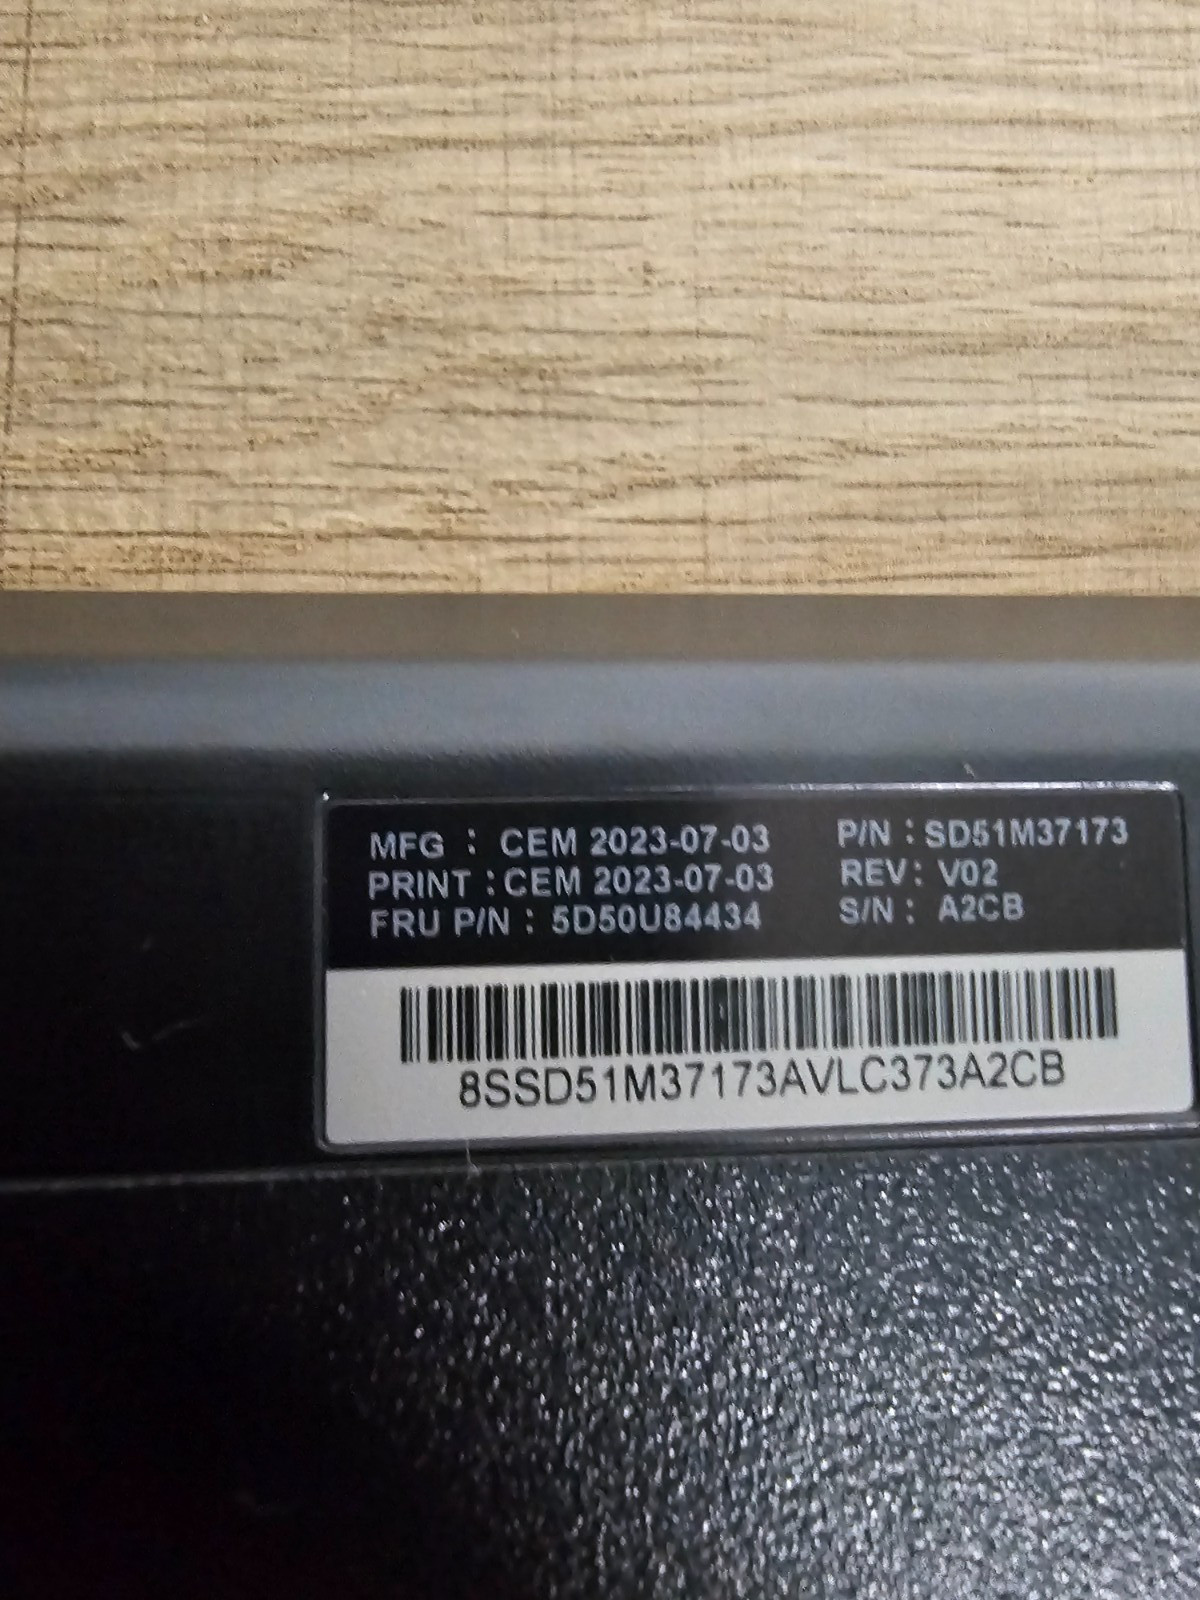 MFG : CEM 2023-07-03
PRINT : CEM 2023-07-03
FRU P/N : 5D50U84434
P/N : SD51M37173
REV : V02
S/N : A2CB
8SSD51M37173AVLC373A2CB